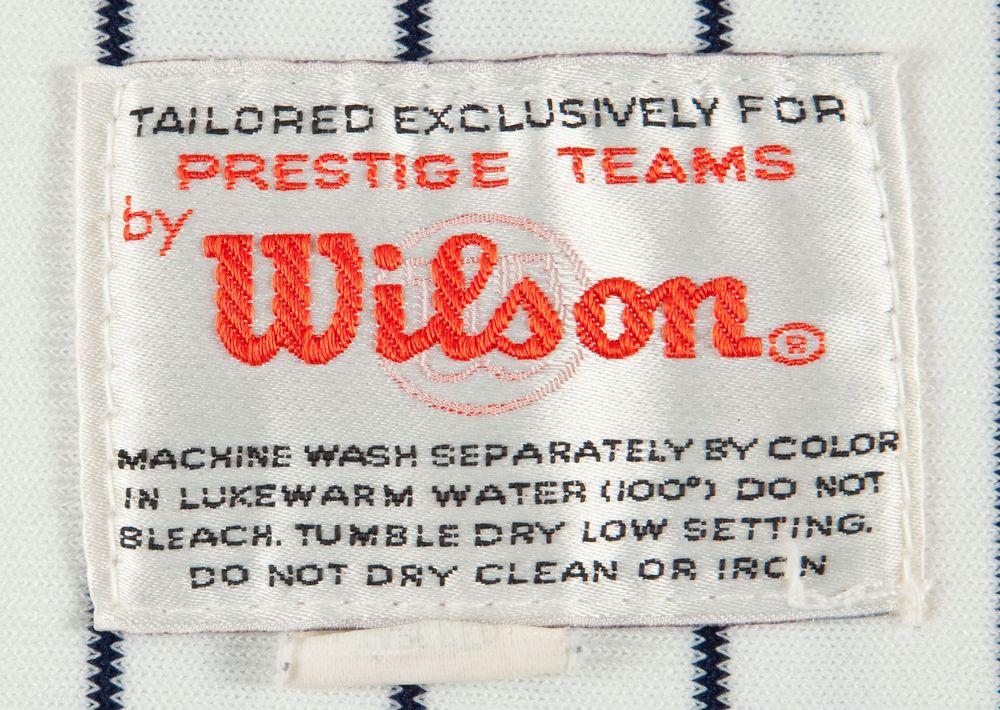 TAILORED EXCLUSIVELY FOR
PRESTIGE TEAMS
by
Wilson®
MACHINE WASH SEPARATELY BY COLOR
IN LUKEWARM WATER (100°) DO NOT
BLEACH. TUMBLE DRY LOW SETTING.
DO NOT DRY CLEAN OR IRON